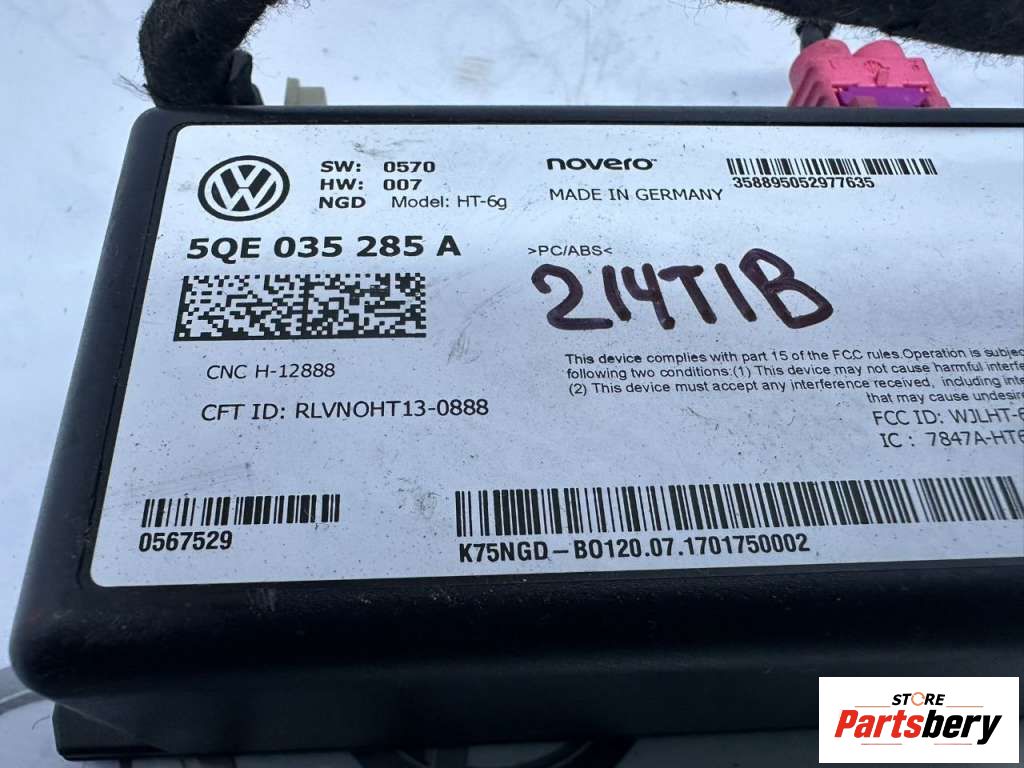 SW: 0570
HW: 007
NGD Model: HT-6g
novero
MADE IN GERMANY
358895052977635
5QE 035 285 A
>PC/ABS<
214T1B
CNC H-12888
CFT ID: RLVNOHT13-0888
This device complies with part 15 of the FCC rules.Operation is subjec
following two conditions:(1) This device may not cause harmful interfe
(2) This device must accept any interference received, including inte
that may cause undesire
FCC ID: WJLHT-6
IC : 7847A-HT6
0567529
K75NGD-B0120.07.1701750002
STORE
Partsbery